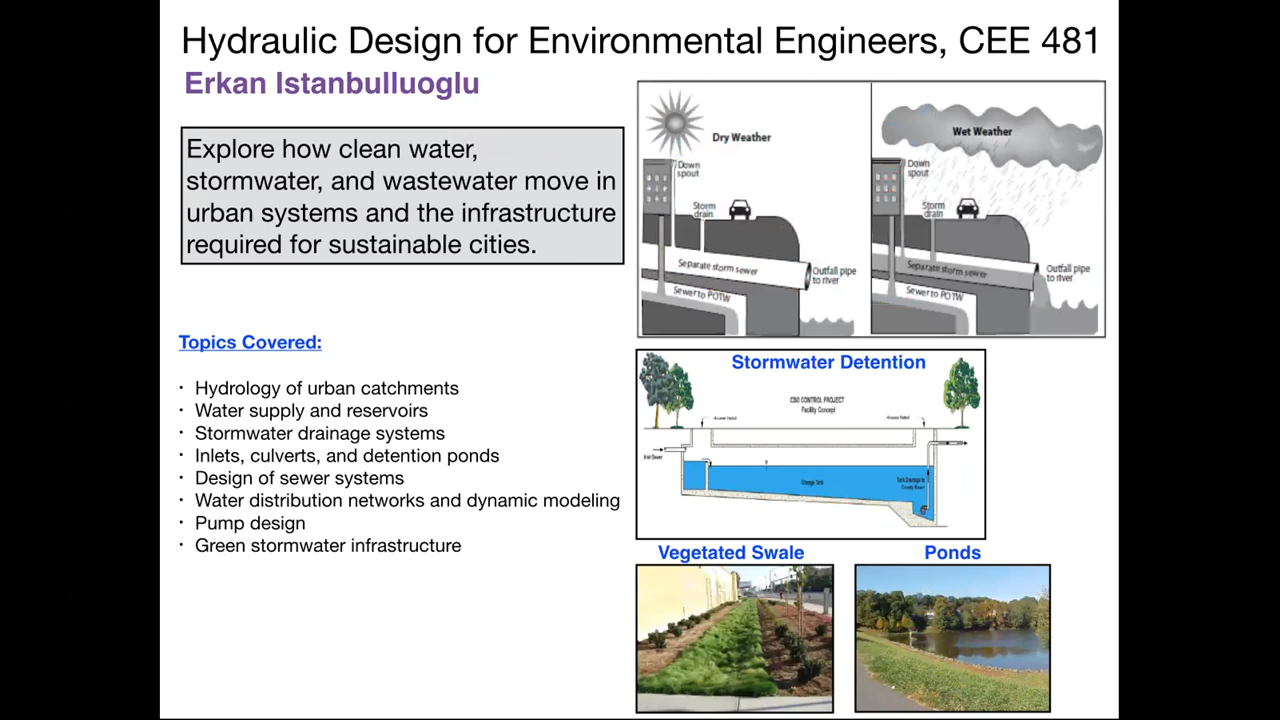 Hydraulic Design for Environmental Engineers, CEE 481
Erkan Istanbulluoglu
Explore how clean water,
stormwater, and wastewater move in
urban systems and the infrastructure
required for sustainable cities.
Topics Covered:
· Hydrology of urban catchments
· Water supply and reservoirs
· Stormwater drainage systems
· Inlets, culverts, and detention ponds
· Design of sewer systems
· Water distribution networks and dynamic modeling
· Pump design
· Green stormwater infrastructure
Dry Weather
Down
spout
Storm
drain
Separate storm sewer
Outfall pipe
to river
Sewer to POTW
Wet Weather
Down
spout
Storm
drain
Separate storm sewer
Outfall pipe
to river
Sewer to POTW
Stormwater Detention
CSO CONTROL PROJECT
Facility Concept
Inlet Sewer
Storage Tank
Vegetated Swale
Ponds